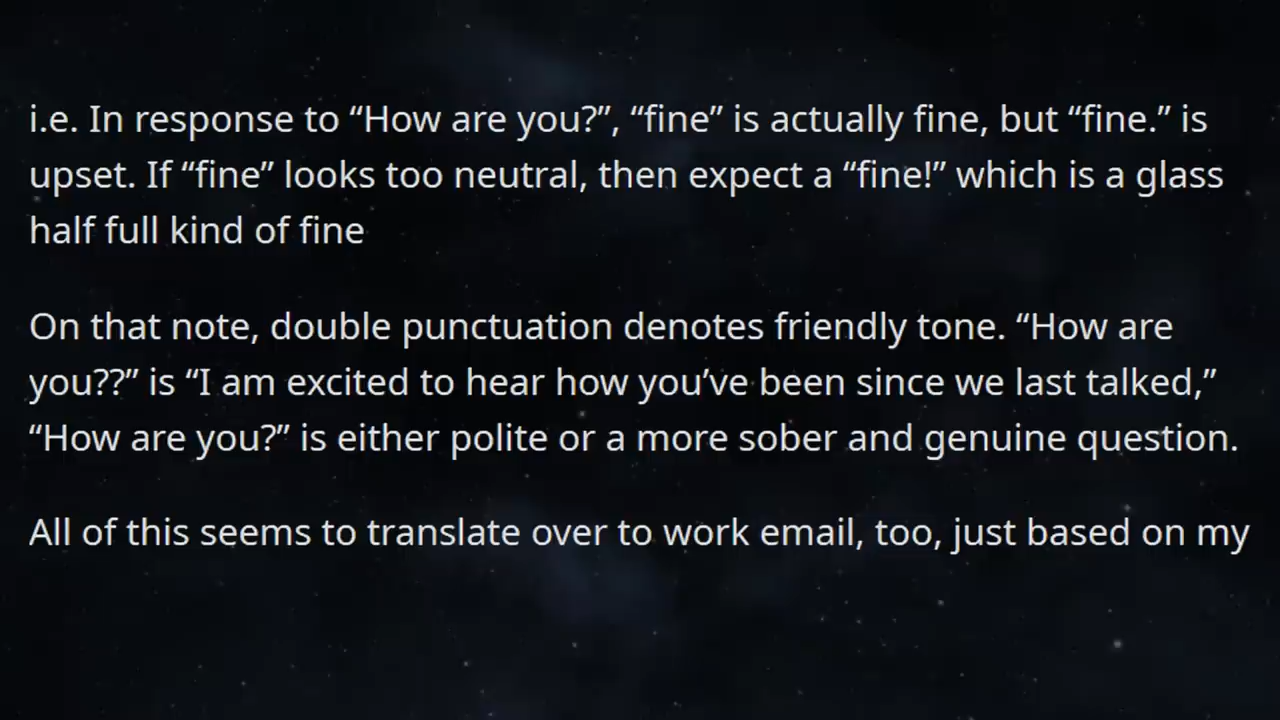 i.e. In response to “How are you?”, “fine” is actually fine, but “fine.” is
upset. If “fine” looks too neutral, then expect a “fine!” which is a glass
half full kind of fine
On that note, double punctuation denotes friendly tone. “How are
you??” is “I am excited to hear how you’ve been since we last talked,”
“How are you?” is either polite or a more sober and genuine question.
All of this seems to translate over to work email, too, just based on my